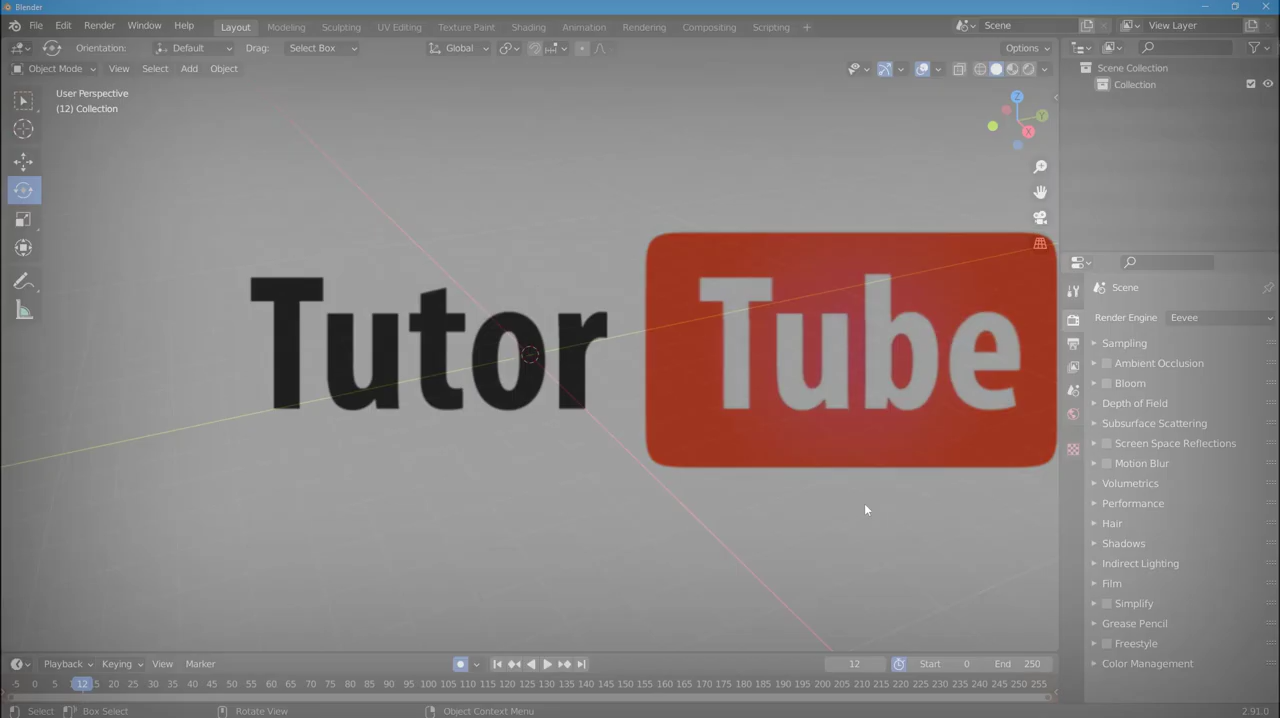 Blender
File Edit Render Window Help Layout Modeling Sculpting UV Editing Texture Paint Shading Animation Rendering Compositing Scripting + Scene View Layer
Orientation: Default Drag: Select Box Global Options
Object Mode View Select Add Object
User Perspective
(12) Collection
Z
Y
X
Tutor Tube
Scene Collection
Collection
Scene
Render Engine Eevee
Sampling
Ambient Occlusion
Bloom
Depth of Field
Subsurface Scattering
Screen Space Reflections
Motion Blur
Volumetrics
Performance
Hair
Shadows
Indirect Lighting
Film
Simplify
Grease Pencil
Freestyle
Color Management
Playback Keying View Marker 12 Start 0 End 250
-5 0 5 12 15 20 25 30 35 40 45 50 55 60 65 70 75 80 85 90 95 100 105 110 115 120 125 130 135 140 145 150 155 160 165 170 175 180 185 190 195 200 205 210 215 220 225 230 235 240 245 250 255
Select Box Select Rotate View Object Context Menu 2.91.0